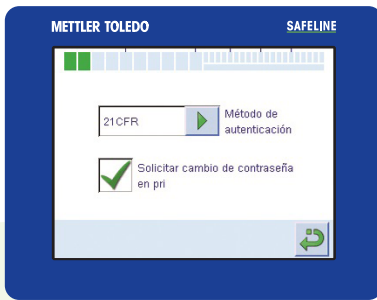 METTLER TOLEDO
SAFELINE
21CFR
Método de
autenticación
Solicitar cambio de contraseña
en pri